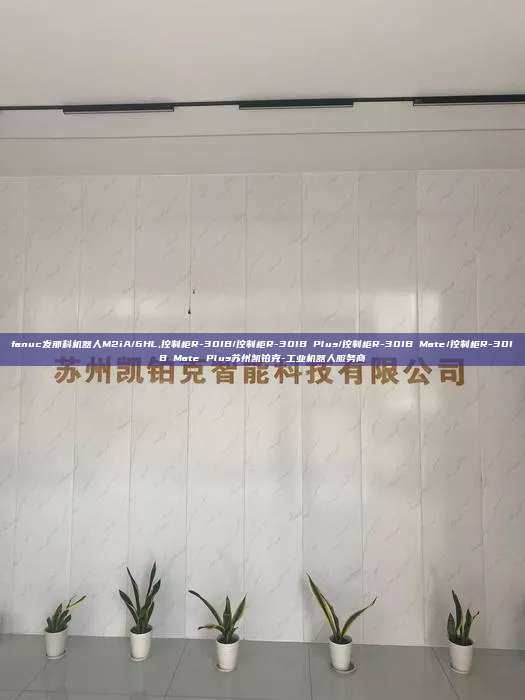 fanuc发那科机器人M2iA/6HL,控制柜R-30IB/控制柜R-30IB Plus/控制柜R-30IB Mate/控制柜R-30I
B Mate Plus苏州凯铂克-工业机器人服务商
苏州凯铂克智能科技有限公司